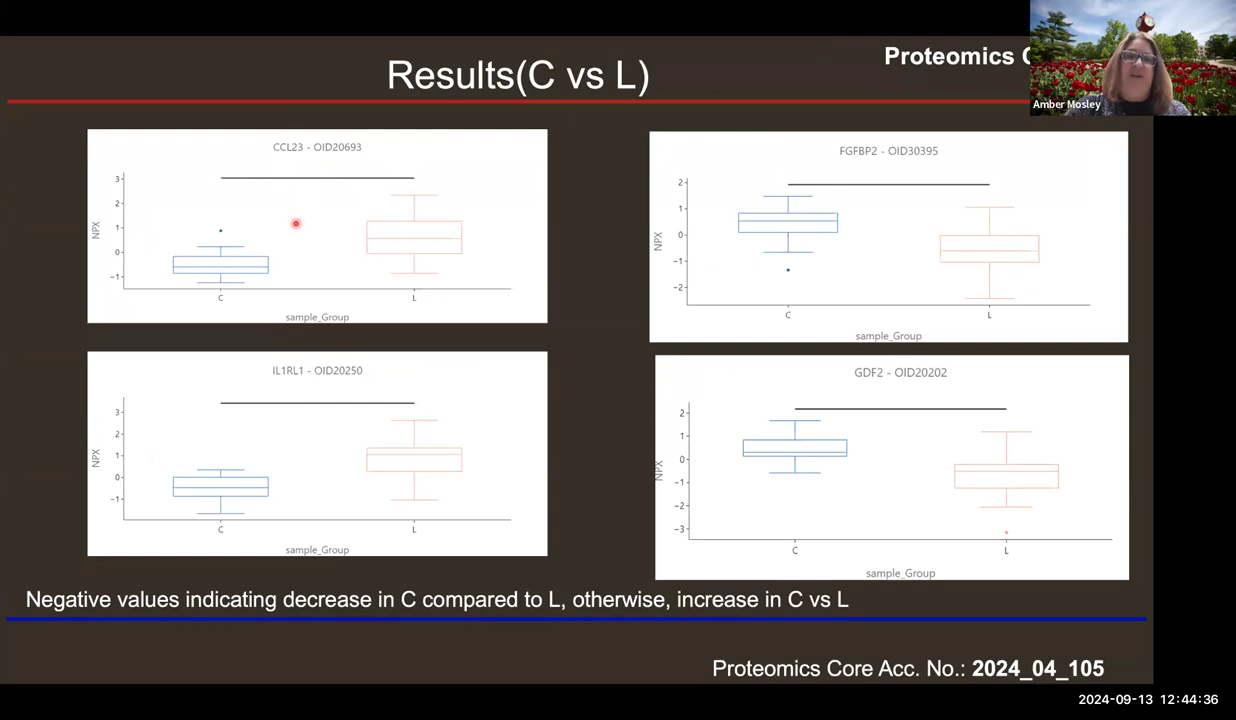 Results(C vs L)
Proteomics
Amber Mosley
CCL23 - OID20693
3
2
1
0
−1
NPX
C
L
sample_Group
FGFBP2 - OID30395
2
1
0
−1
−2
NPX
C
L
sample_Group
IL1RL1 - OID20250
3
2
1
0
−1
NPX
C
L
sample_Group
GDF2 - OID20202
2
1
0
−1
−2
−3
NPX
C
L
sample_Group
Negative values indicating decrease in C compared to L, otherwise, increase in C vs L
Proteomics Core Acc. No.: 2024_04_105
2024-09-13 12:44:36